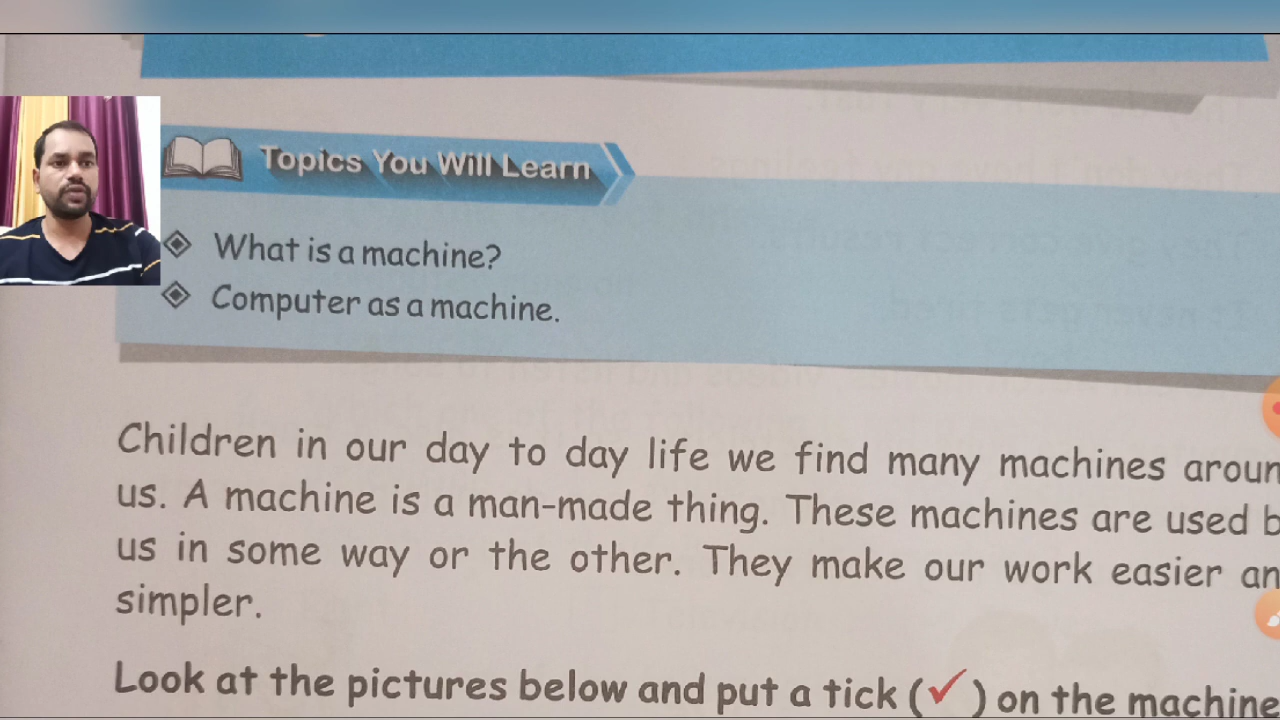 Topics You Will Learn
What is a machine?
Computer as a machine.
Children in our day to day life we find many machines aroun
us. A machine is a man-made thing. These machines are used b
us in some way or the other. They make our work easier an
simpler.
Look at the pictures below and put a tick (✓) on the machine